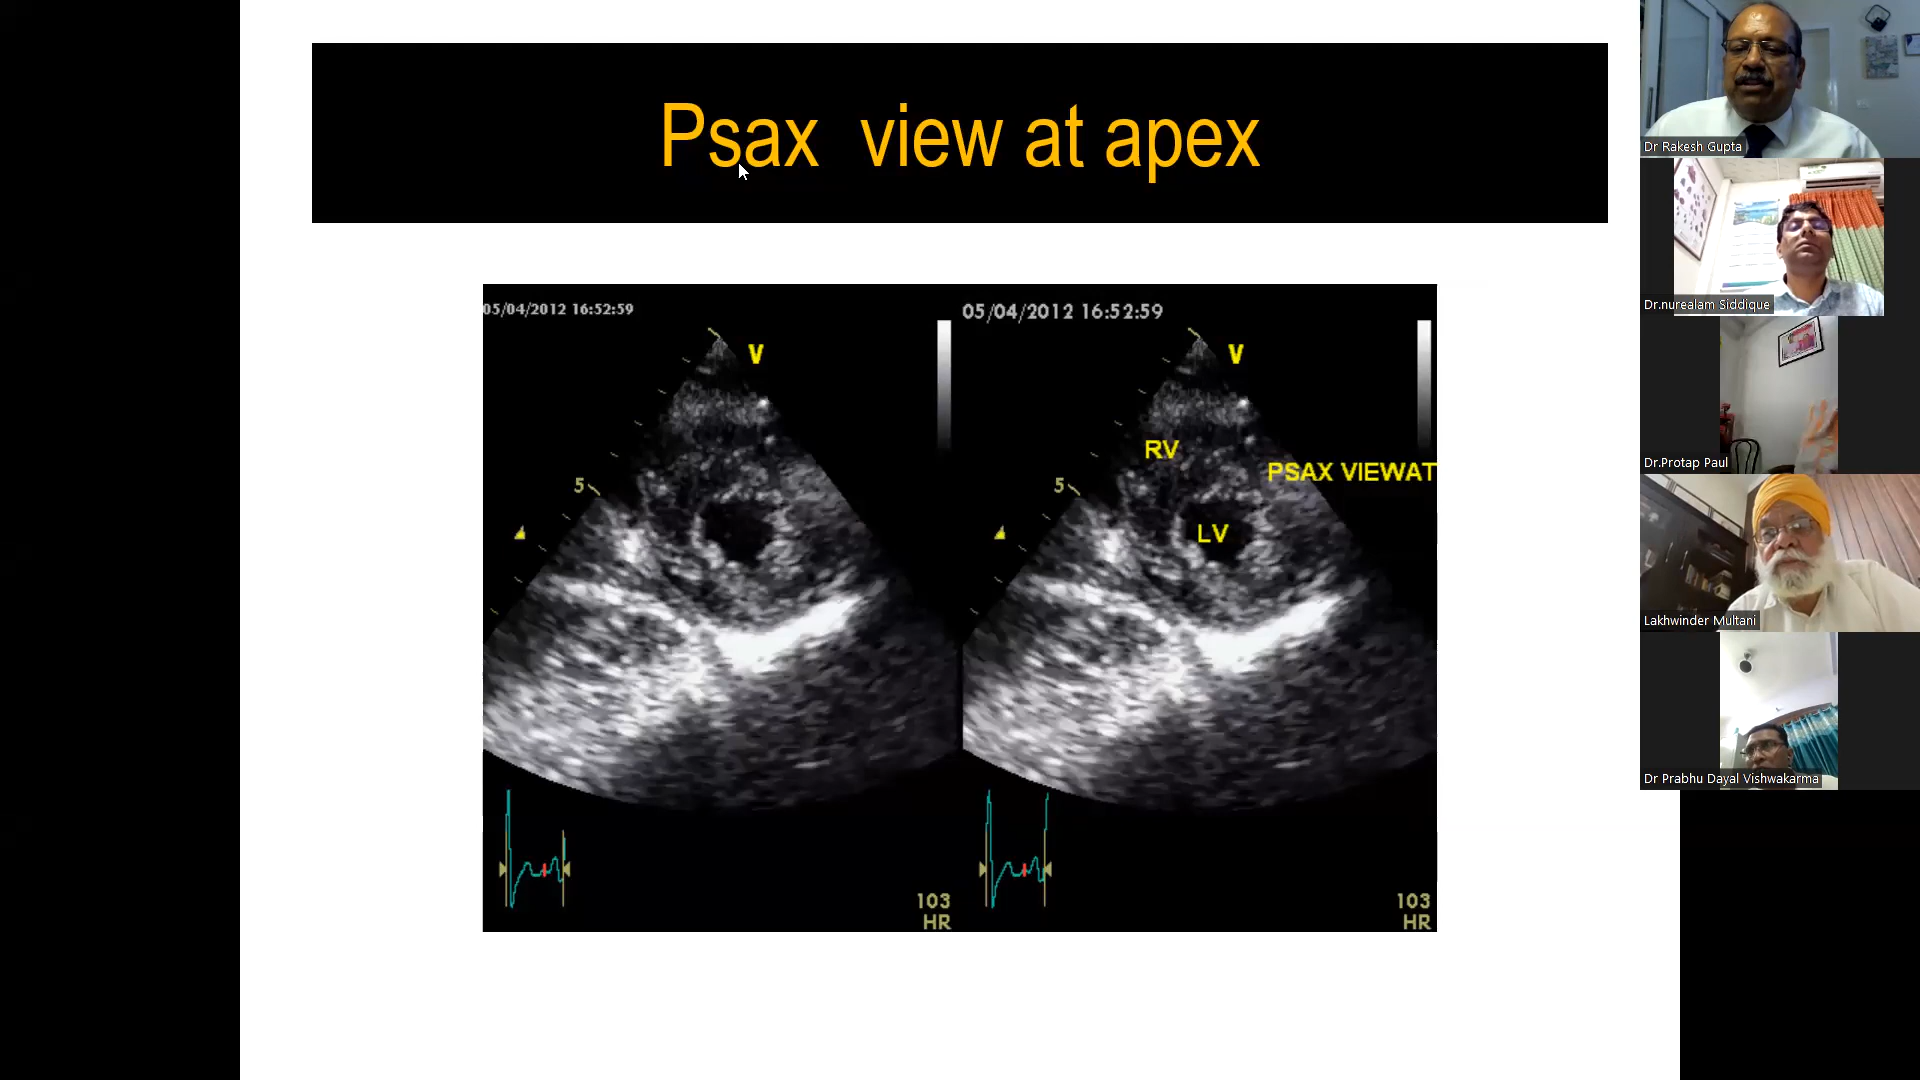 Psax view at apex
05/04/2012 16:52:59
V
5
103
HR
05/04/2012 16:52:59
V
RV
PSAX VIEWAT
5
LV
103
HR
Dr Rakesh Gupta
Dr.nurealam Siddique
Dr.Protap Paul
Lakhwinder Multani
Dr Prabhu Dayal Vishwakarma